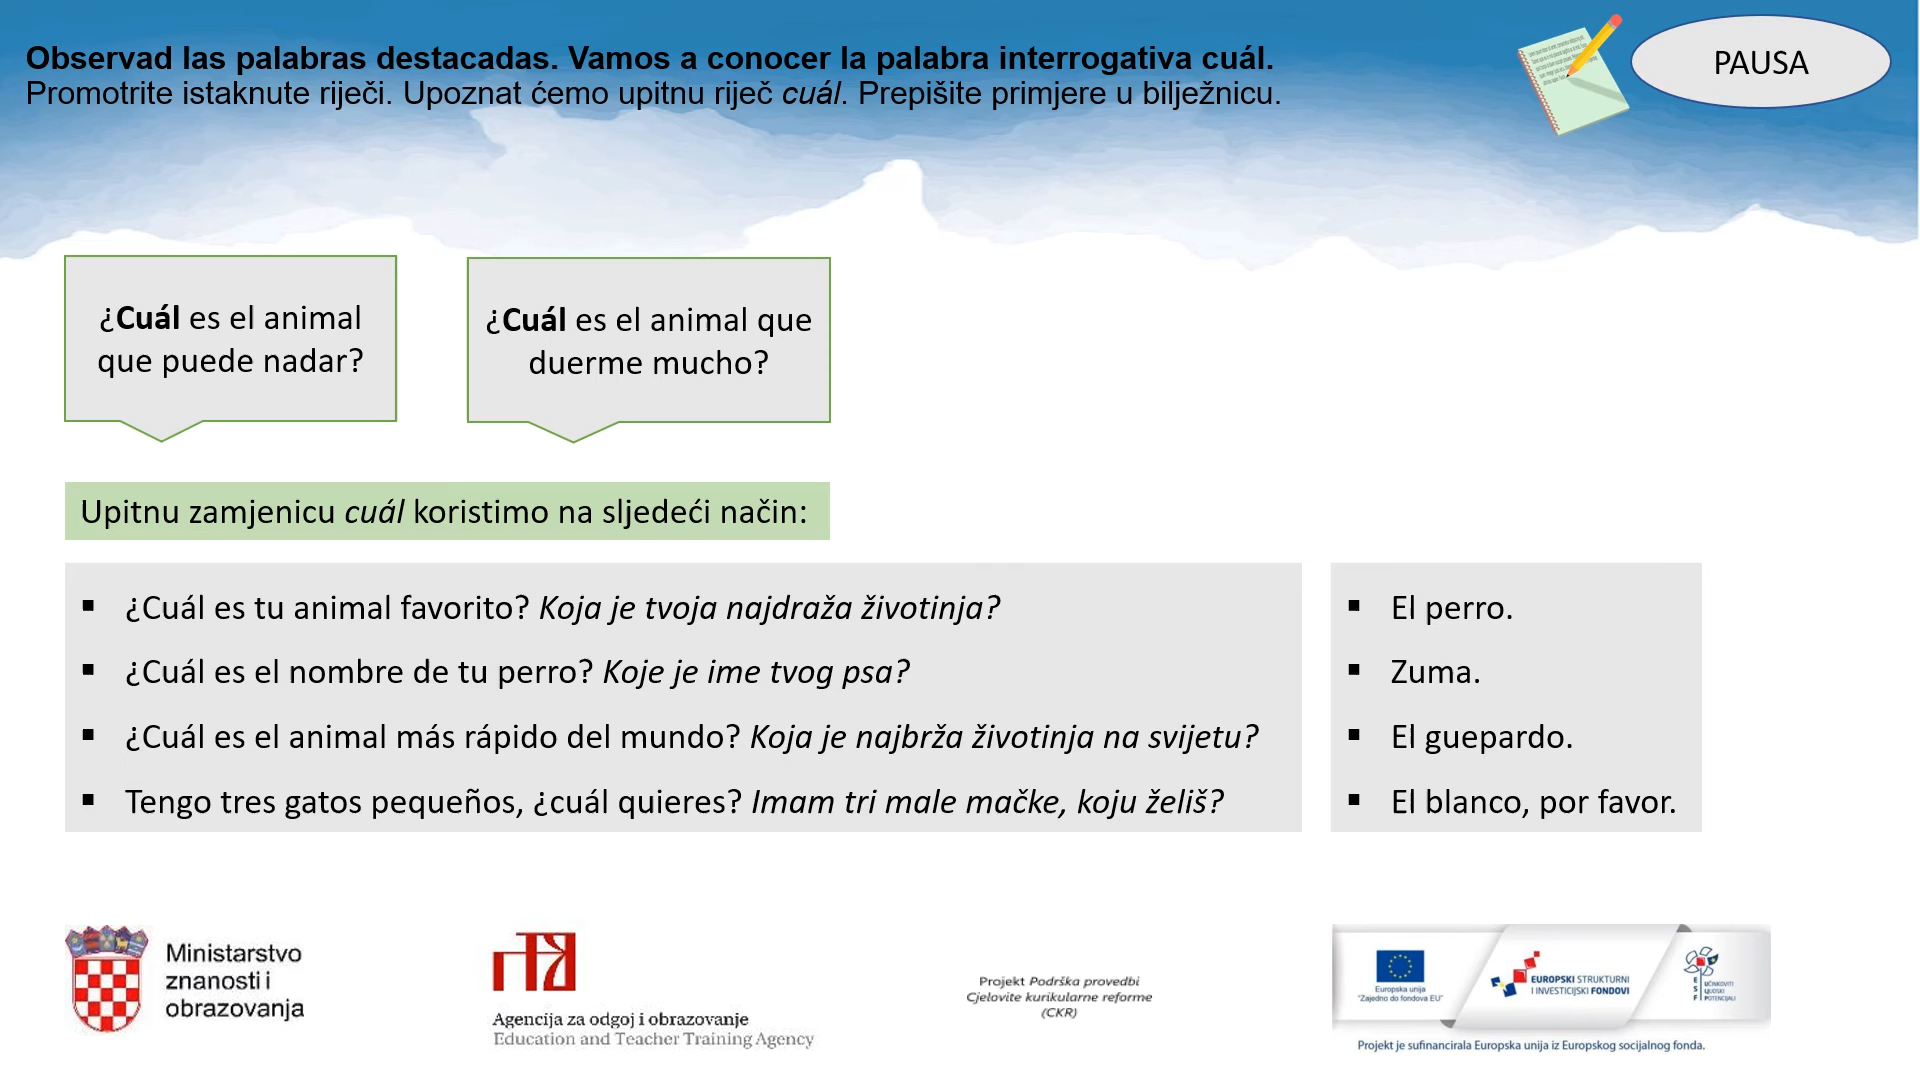 Observad las palabras destacadas. Vamos a conocer la palabra interrogativa cuál.
Promotrite istaknute riječi. Upoznat ćemo upitnu riječ cuál. Prepišite primjere u bilježnicu.
PAUSA
¿Cuál es el animal
que puede nadar?
¿Cuál es el animal que
duerme mucho?
Upitnu zamjenicu cuál koristimo na sljedeći način:
▪ ¿Cuál es tu animal favorito? Koja je tvoja najdraža životinja?
▪ ¿Cuál es el nombre de tu perro? Koje je ime tvog psa?
▪ ¿Cuál es el animal más rápido del mundo? Koja je najbrža životinja na svijetu?
▪ Tengo tres gatos pequeños, ¿cuál quieres? Imam tri male mačke, koju želiš?
▪ El perro.
▪ Zuma.
▪ El guepardo.
▪ El blanco, por favor.
Ministarstvo
znanosti i
obrazovanja
Agencija za odgoj i obrazovanje
Education and Teacher Training Agency
Projekt Podrška provedbi
Cjelovite kurikularne reforme
(CKR)
Europska unija
"Zajedno do fondova EU"
EUROPSKI STRUKTURNI
I INVESTICIJSKI FONDOVI
ESF
UČINKOVITI
LJUDSKI
POTENCIJALI
Projekt je sufinancirala Europska unija iz Europskog socijalnog fonda.